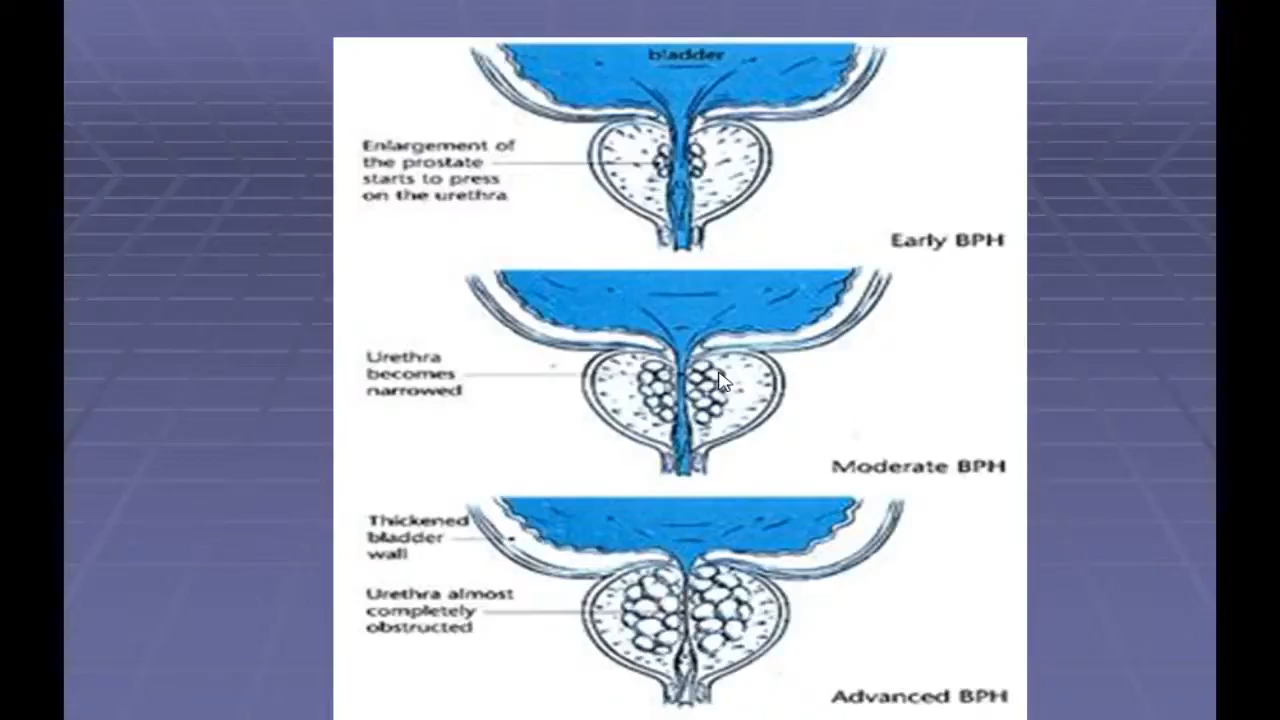 bladder
Enlargement of
the prostate
starts to press
on the urethra
Early BPH
Urethra
becomes
narrowed
Moderate BPH
Thickened
bladder
wall
Urethra almost
completely
obstructed
Advanced BPH